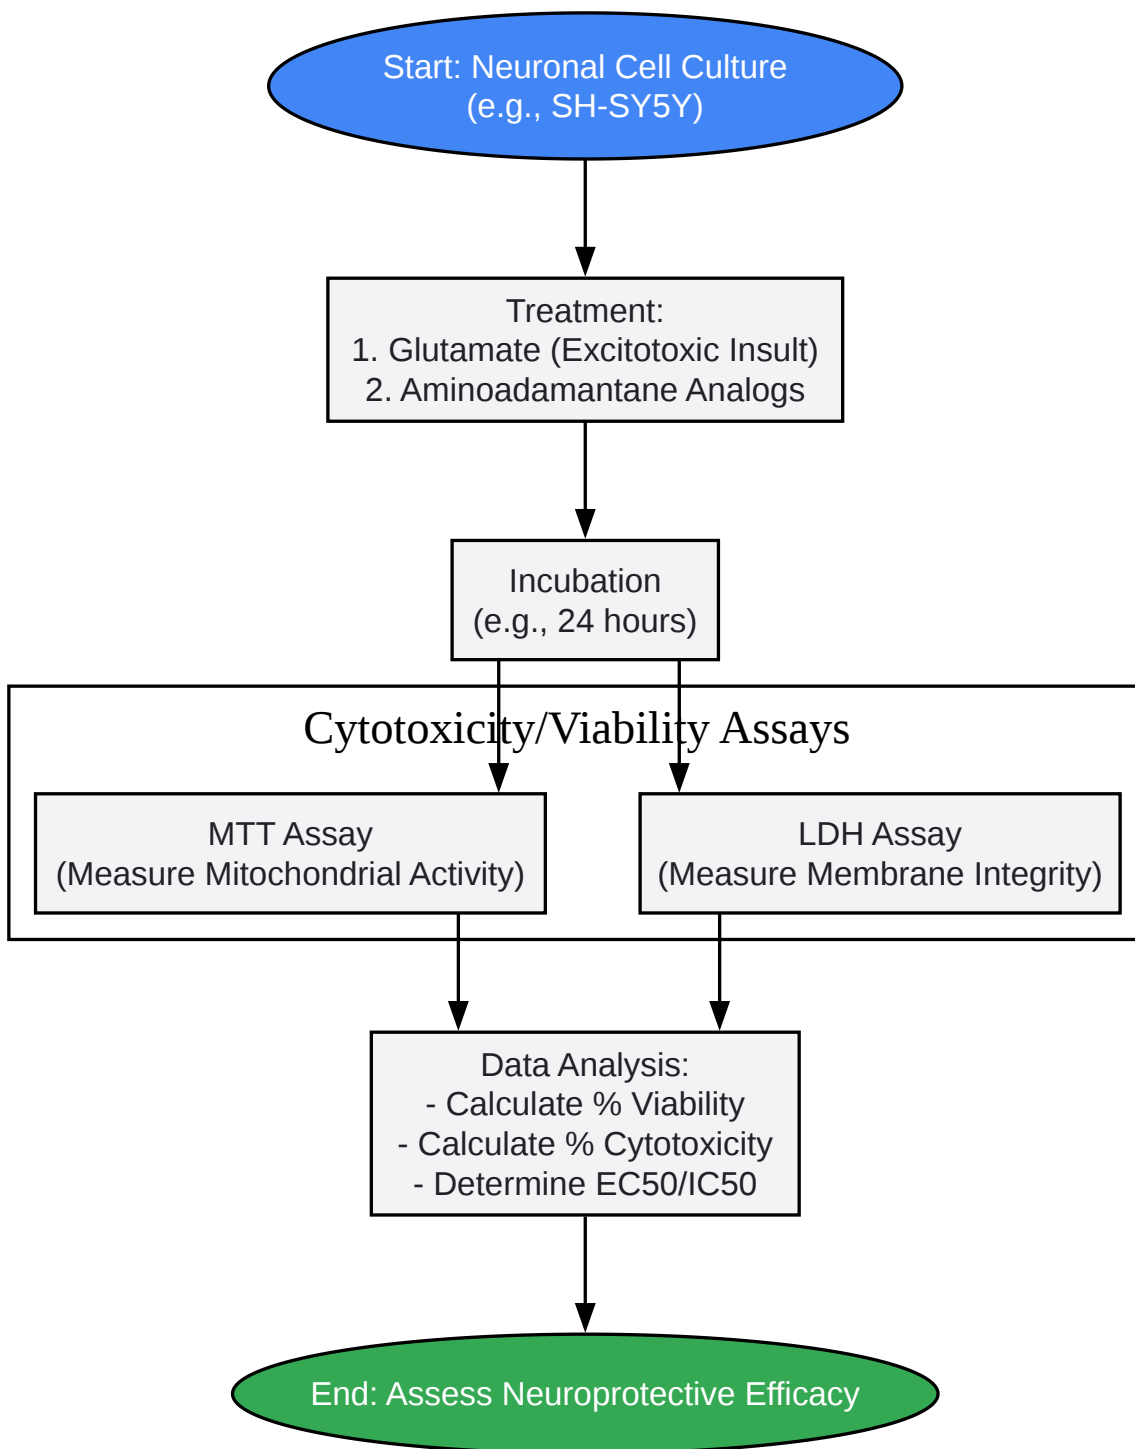 Start: Neuronal Cell Culture
(e.g., SH-SY5Y)
Treatment:
1. Glutamate (Excitotoxic Insult)
2. Aminoadamantane Analogs
Incubation
(e.g., 24 hours)
Cytotoxicity/Viability Assays
MTT Assay
(Measure Mitochondrial Activity)
LDH Assay
(Measure Membrane Integrity)
Data Analysis:
- Calculate % Viability
- Calculate % Cytotoxicity
- Determine EC50/IC50
End: Assess Neuroprotective Efficacy